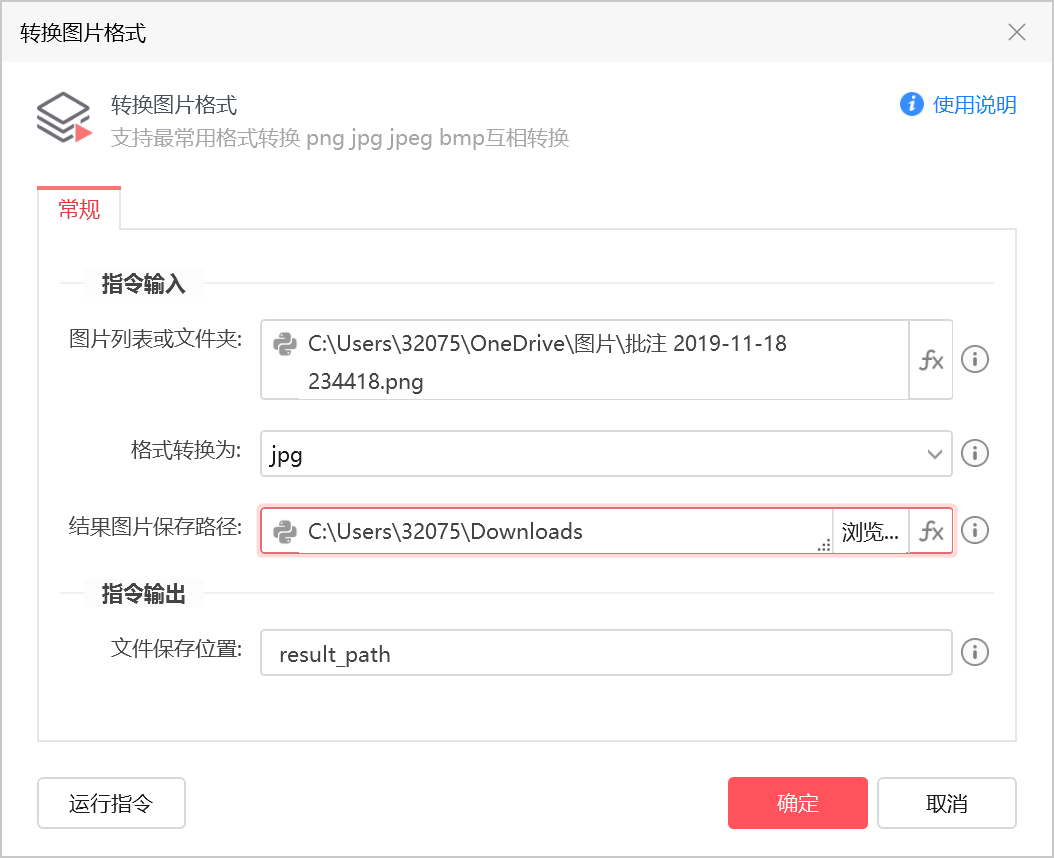 转换图片格式
转换图片格式
使用说明
支持最常用格式转换 png jpg jpeg bmp互相转换
常规
指令输入
图片列表或文件夹:
C:\Users\32075\OneDrive\图片\批注 2019-11-18
234418.png
fx
格式转换为:
jpg
结果图片保存路径:
C:\Users\32075\Downloads
浏览...
fx
指令输出
文件保存位置:
result_path
运行指令
确定
取消